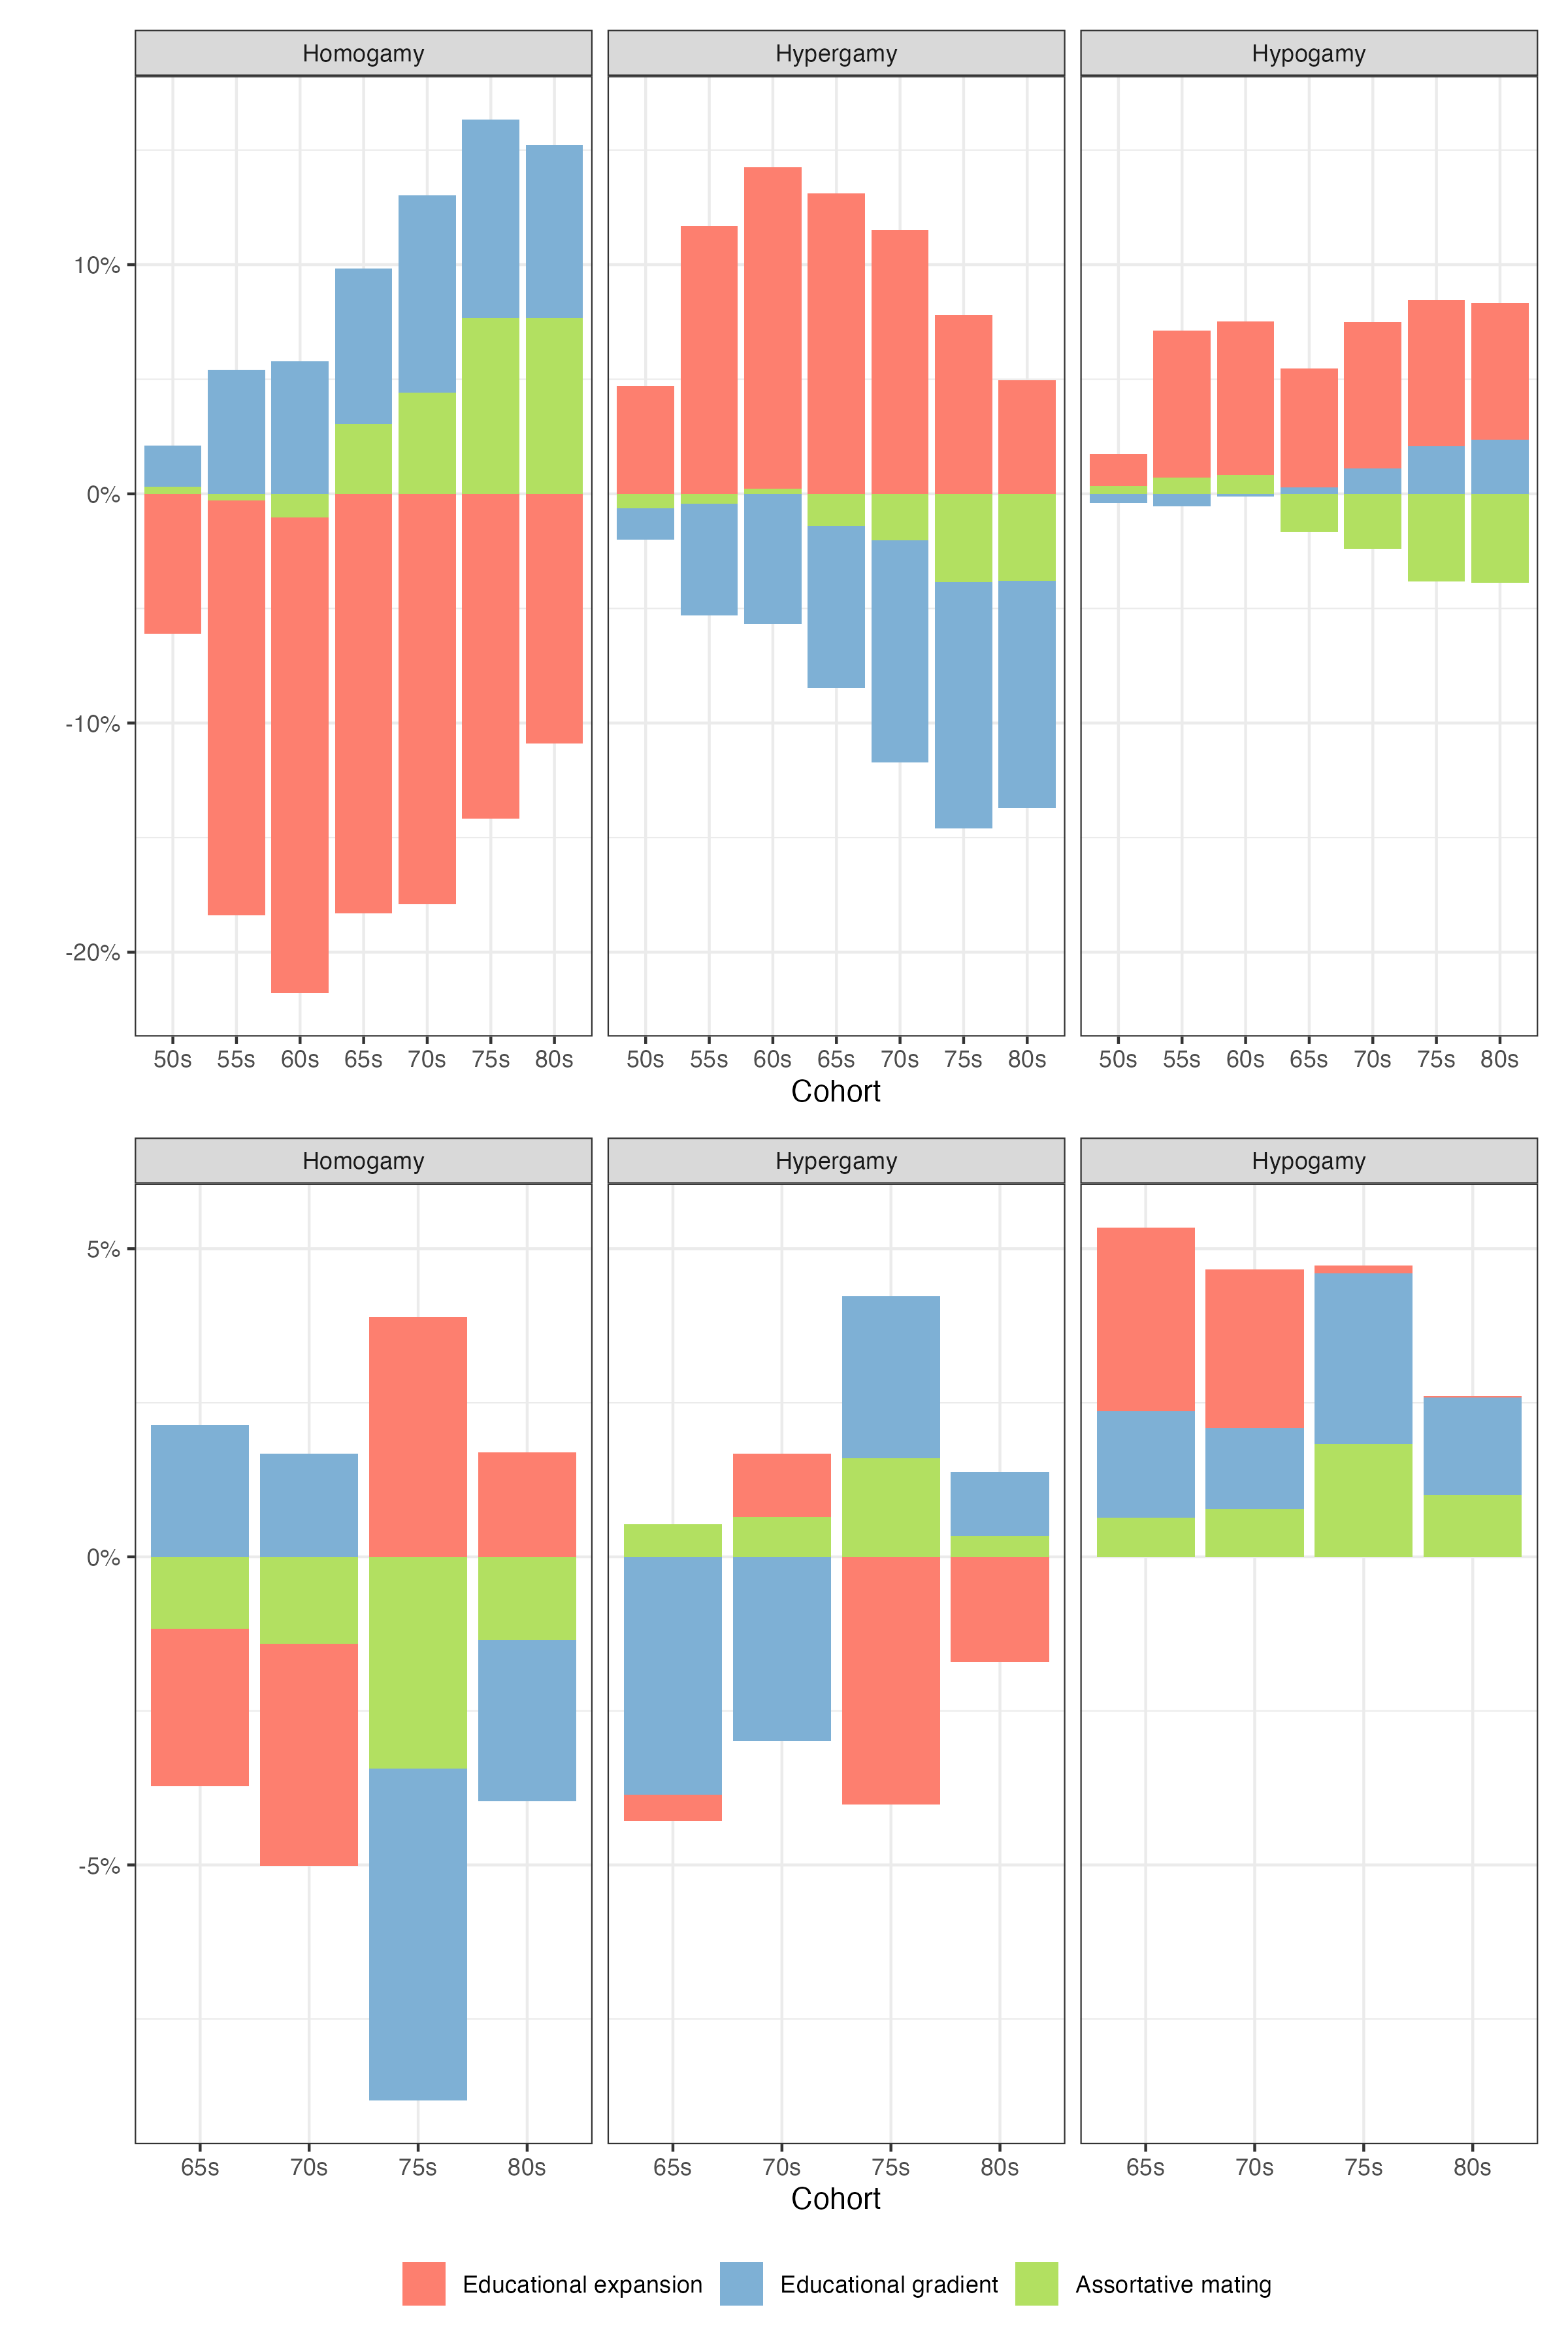 Homogamy Hypergamy Hypogamy
10%
0%
-10%
-20%
50s 55s 60s 65s 70s 75s 80s 50s 55s 60s 65s 70s 75s 80s 50s 55s 60s 65s 70s 75s 80s
Cohort
Homogamy Hypergamy Hypogamy
5%
0%
-5%
65s 70s 75s 80s 65s 70s 75s 80s 65s 70s 75s 80s
Cohort
Educational expansion Educational gradient Assortative mating